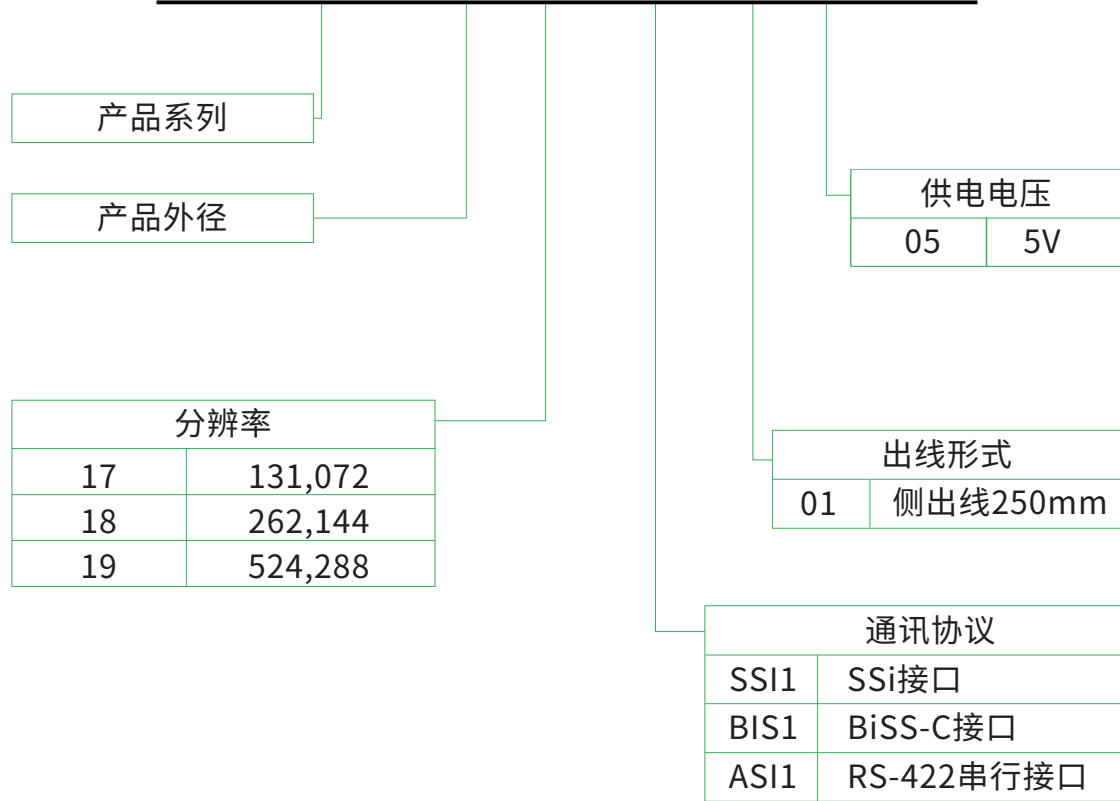 产品系列
产品外径
供电电压
05 5V
分辨率
17 131,072
18 262,144
19 524,288
出线形式
01 侧出线250mm
通讯协议
SSI1 SSi接口
BIS1 BiSS-C接口
ASI1 RS-422串行接口